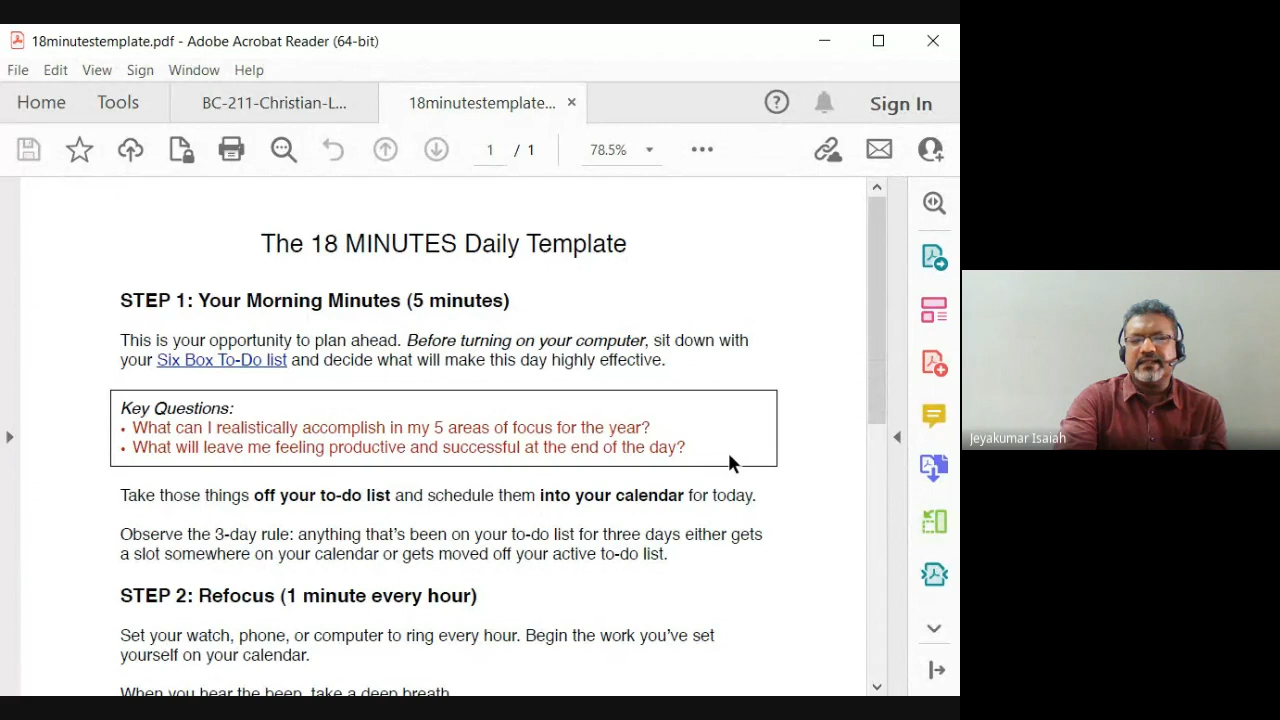 18minutestemplate.pdf - Adobe Acrobat Reader (64-bit)
File Edit View Sign Window Help
Home Tools BC-211-Christian-L... 18minutestemplate... × Sign In
1 / 1 78.5%
The 18 MINUTES Daily Template
STEP 1: Your Morning Minutes (5 minutes)
This is your opportunity to plan ahead. Before turning on your computer, sit down with
your Six Box To-Do list and decide what will make this day highly effective.
Key Questions:
• What can I realistically accomplish in my 5 areas of focus for the year?
• What will leave me feeling productive and successful at the end of the day?
Take those things off your to-do list and schedule them into your calendar for today.
Observe the 3-day rule: anything that's been on your to-do list for three days either gets
a slot somewhere on your calendar or gets moved off your active to-do list.
STEP 2: Refocus (1 minute every hour)
Set your watch, phone, or computer to ring every hour. Begin the work you've set
yourself on your calendar.
When you hear the beep, take a deep breath
Jeyakumar Isaiah